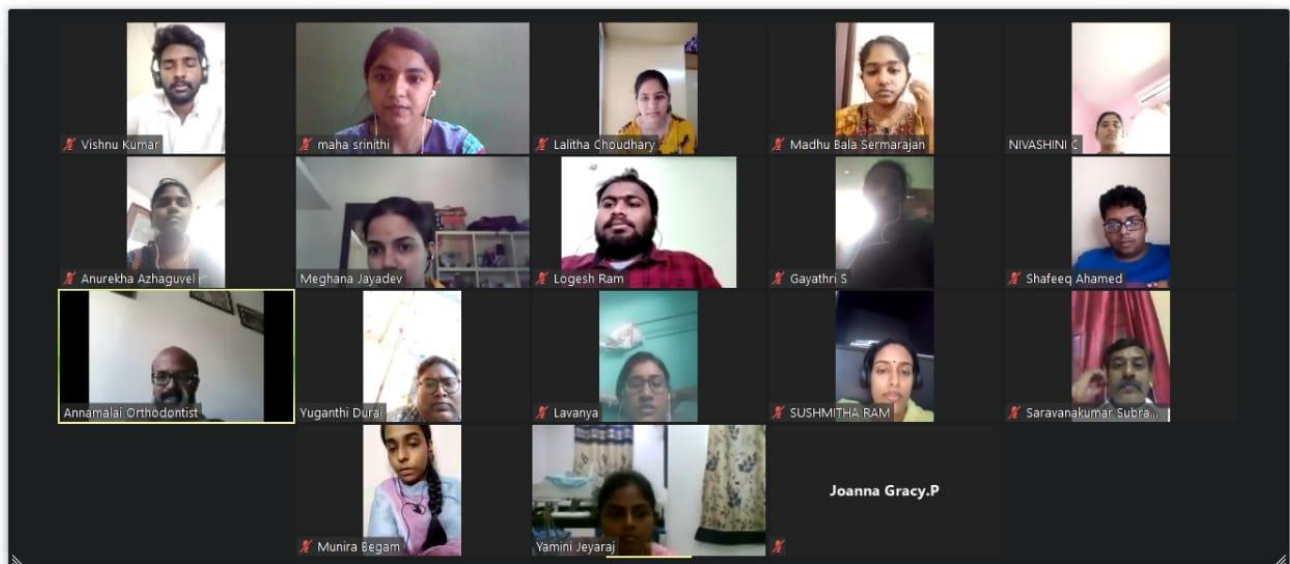 Vishnu Kumar
maha srinithi
Lalitha Choudhary
Madhu Bala Sermarajan
NIVASHINI C
Anurekha Azhaguvel
Meghana Jayadev
Logesh Ram
Gayathri S
Shafeeq Ahamed
Annamalai Orthodontist
Yuganthi Durai
Lavanya
SUSHMITHA RAM
Saravanakumar Subra...
Munira Begam
Yamini Jeyaraj
Joanna Gracy.P